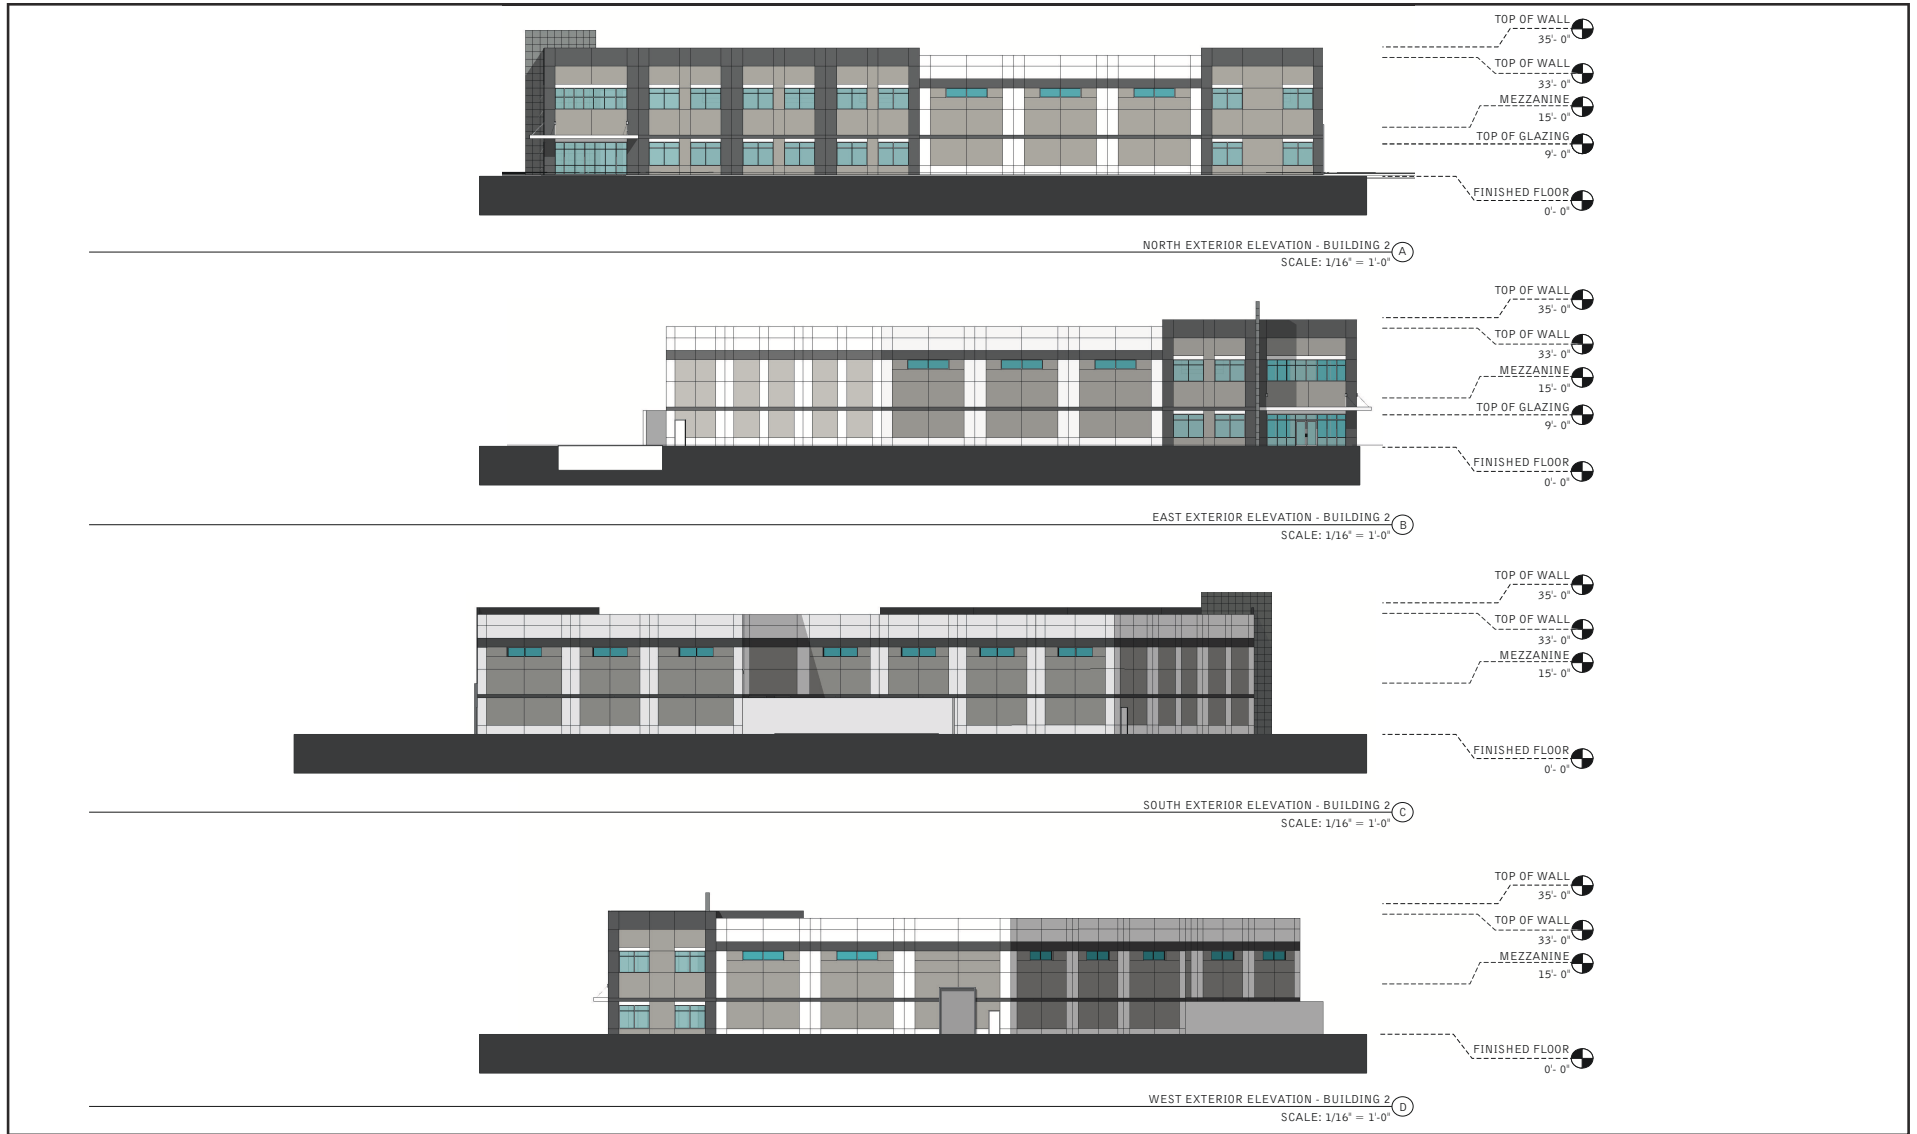 TOP OF WALL
35'- 0"
TOP OF WALL
33'- 0"
MEZZANINE
15'- 0"
TOP OF GLAZING
9'- 0"
FINISHED FLOOR
0'- 0"
NORTH EXTERIOR ELEVATION - BUILDING 2
A
SCALE: 1/16" = 1'-0"
TOP OF WALL
35'- 0"
TOP OF WALL
33'- 0"
MEZZANINE
15'- 0"
TOP OF GLAZING
9'- 0"
FINISHED FLOOR
0'- 0"
EAST EXTERIOR ELEVATION - BUILDING 2
B
SCALE: 1/16" = 1'-0"
TOP OF WALL
35'- 0"
TOP OF WALL
33'- 0"
MEZZANINE
15'- 0"
FINISHED FLOOR
0'- 0"
SOUTH EXTERIOR ELEVATION - BUILDING 2
C
SCALE: 1/16" = 1'-0"
TOP OF WALL
35'- 0"
TOP OF WALL
33'- 0"
MEZZANINE
15'- 0"
FINISHED FLOOR
0'- 0"
WEST EXTERIOR ELEVATION - BUILDING 2
D
SCALE: 1/16" = 1'-0"